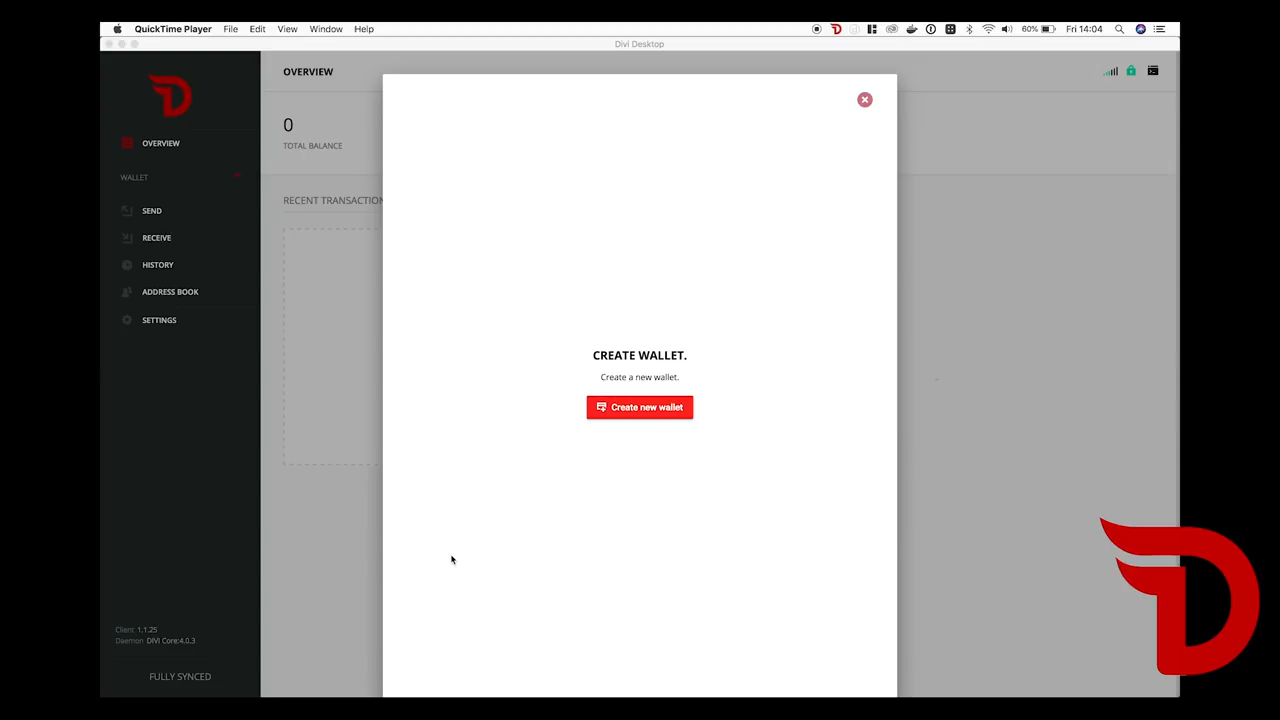 QuickTime Player File Edit View Window Help 60% Fri 14:04
Divi Desktop
OVERVIEW
WALLET
SEND
RECEIVE
HISTORY
ADDRESS BOOK
SETTINGS
Client 1.1.25
Daemon DIVI Core:4.0.3
FULLY SYNCED
OVERVIEW
0
TOTAL BALANCE
RECENT TRANSACTION
CREATE WALLET.
Create a new wallet.
Create new wallet